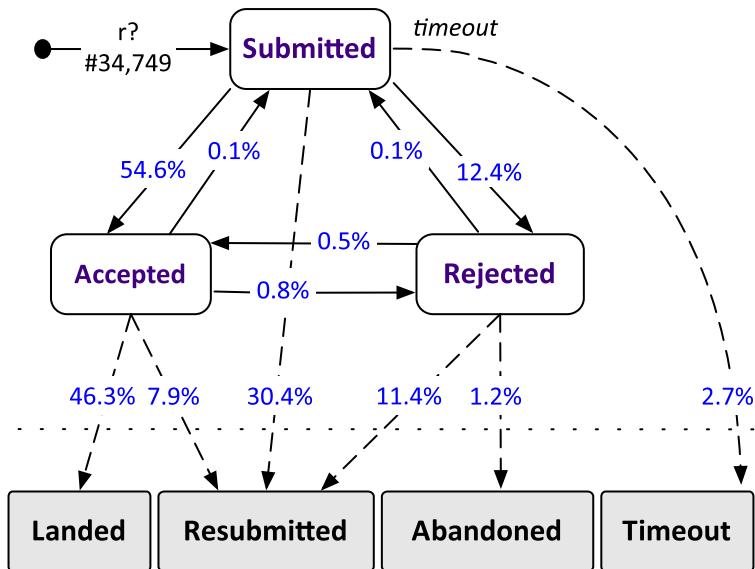 r?
#34,749
Submitted
timeout
54.6%
0.1%
0.1%
12.4%
Accepted
0.5%
0.8%
Rejected
46.3%
7.9%
30.4%
11.4%
1.2%
2.7%
Landed
Resubmitted
Abandoned
Timeout